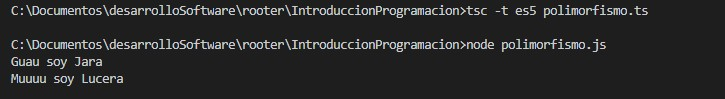 C:\Documentos\desarrolloSoftware\rooter\IntroduccionProgramacion>tsc -t es5 polimorfismo.ts
C:\Documentos\desarrolloSoftware\rooter\IntroduccionProgramacion>node polimorfismo.js
Guau soy Jara
Muuuu soy Lucera